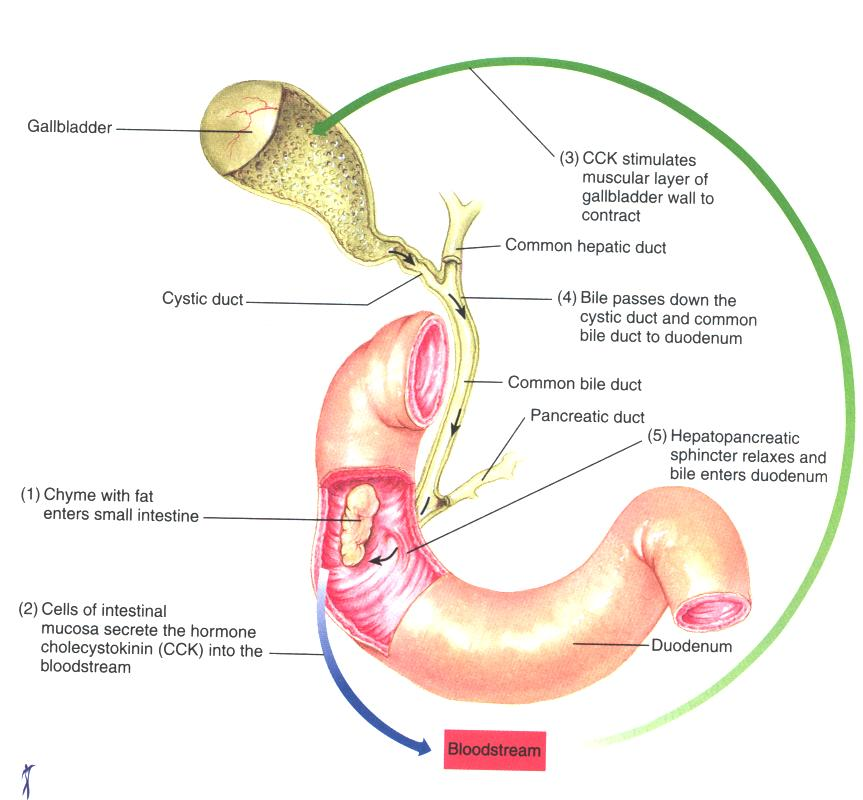 Gallbladder
(3) CCK stimulates
muscular layer of
gallbladder wall to
contract
Common hepatic duct
Cystic duct
(4) Bile passes down the
cystic duct and common
bile duct to duodenum
Common bile duct
Pancreatic duct
(5) Hepatopancreatic
sphincter relaxes and
bile enters duodenum
(1) Chyme with fat
enters small intestine
(2) Cells of intestinal
mucosa secrete the hormone
cholecystokinin (CCK) into the
bloodstream
Duodenum
Bloodstream